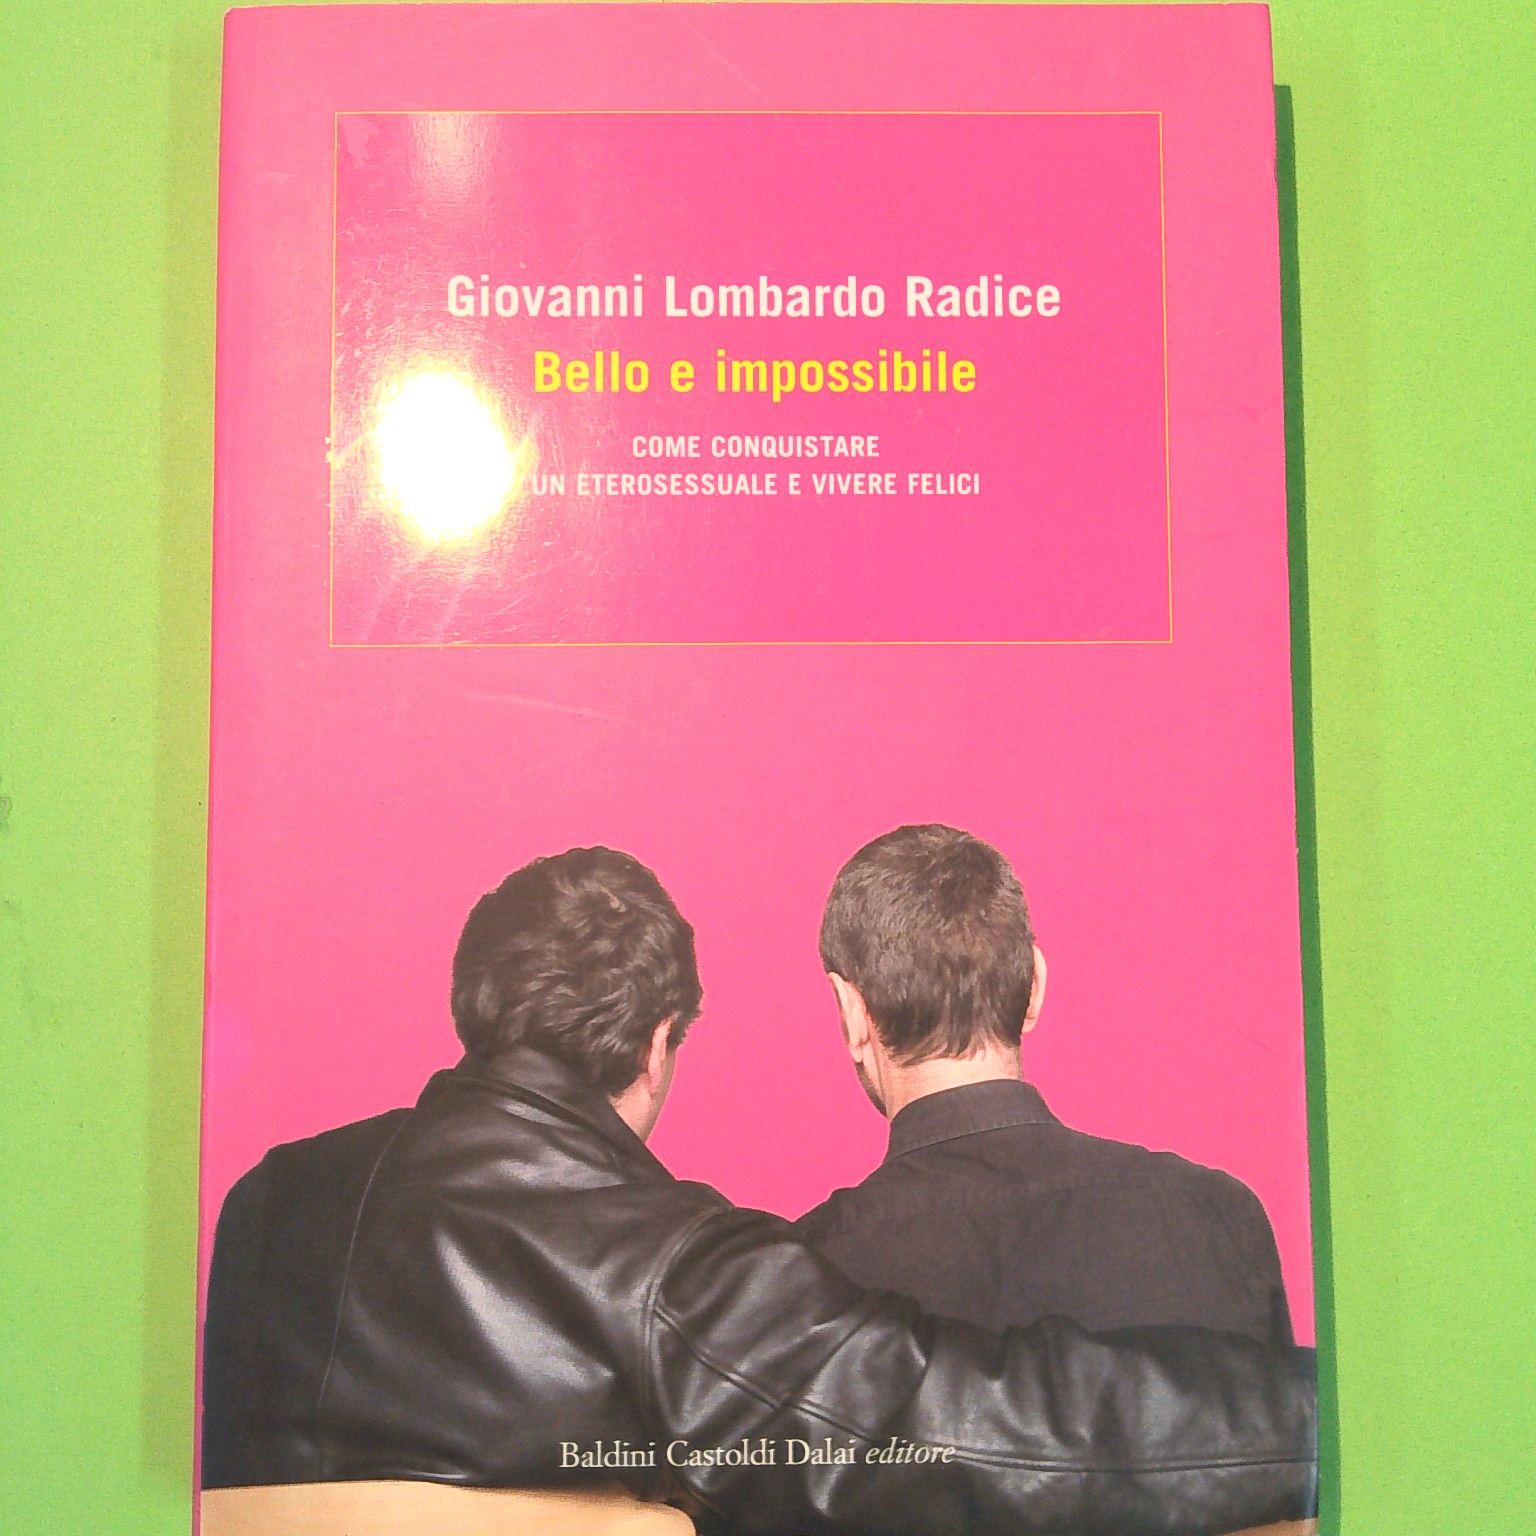 Giovanni Lombardo Radice
Bello e impossibile
COME CONQUISTARE
UN ETEROSESSUALE E VIVERE FELICI
Baldini Castoldi Dalai editore